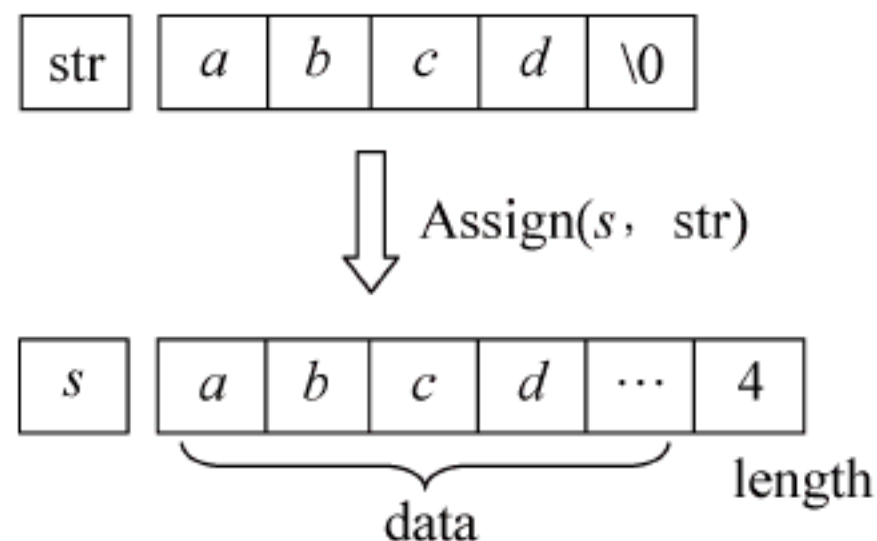 str a b c d \0
Assign(s, str)
s a b c d ··· 4
length
data